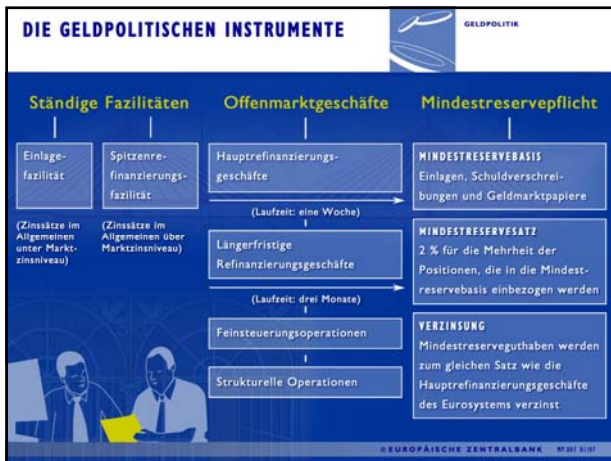 DIE GELDPOLITISCHEN INSTRUMENTE
GELDPOLITIK
Ständige Fazilitäten
Einlage-
fazilität
(Zinssätze im
Allgemeinen
unter Markt-
zinsniveau)
Spitzenre-
finanzierungs-
fazilität
(Zinssätze im
Allgemeinen über
Marktzinsniveau)
Offenmarktgeschäfte
Hauptrefinanzierungs-
geschäfte
(Laufzeit: eine Woche)
Längerfristige
Refinanzierungsgeschäfte
(Laufzeit: drei Monate)
Feinsteuerungsoperationen
Strukturelle Operationen
Mindestreservepflicht
MINDESTRESERVEBASIS
Einlagen, Schuldverschrei-
bungen und Geldmarktpapiere
MINDESTRESERVESATZ
2 % für die Mehrheit der
Positionen, die in die Mindest-
reservebasis einbezogen werden
VERZINSUNG
Mindestreserveguthaben werden
zum gleichen Satz wie die
Hauptrefinanzierungsgeschäfte
des Eurosystems verzinst
© EUROPÄISCHE ZENTRALBANK